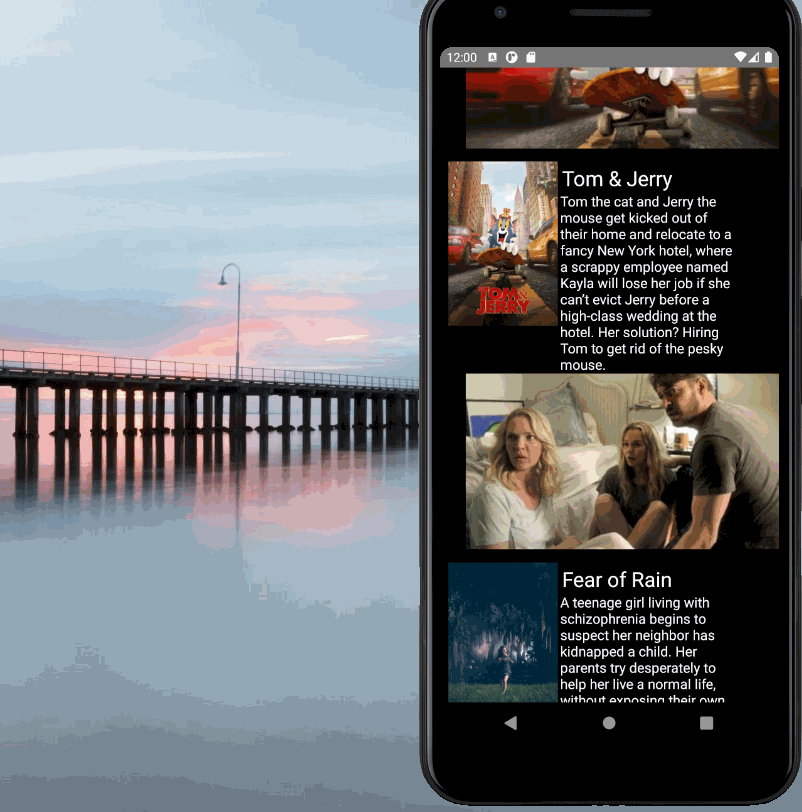 12:00
Tom & Jerry
Tom the cat and Jerry the
mouse get kicked out of
their home and relocate to a
fancy New York hotel, where
a scrappy employee named
Kayla will lose her job if she
can't evict Jerry before a
high-class wedding at the
hotel. Her solution? Hiring
Tom to get rid of the pesky
mouse.
TOM&
JERRY
Fear of Rain
A teenage girl living with
schizophrenia begins to
suspect her neighbor has
kidnapped a child. Her
parents try desperately to
help her live a normal life,
without exposing their own